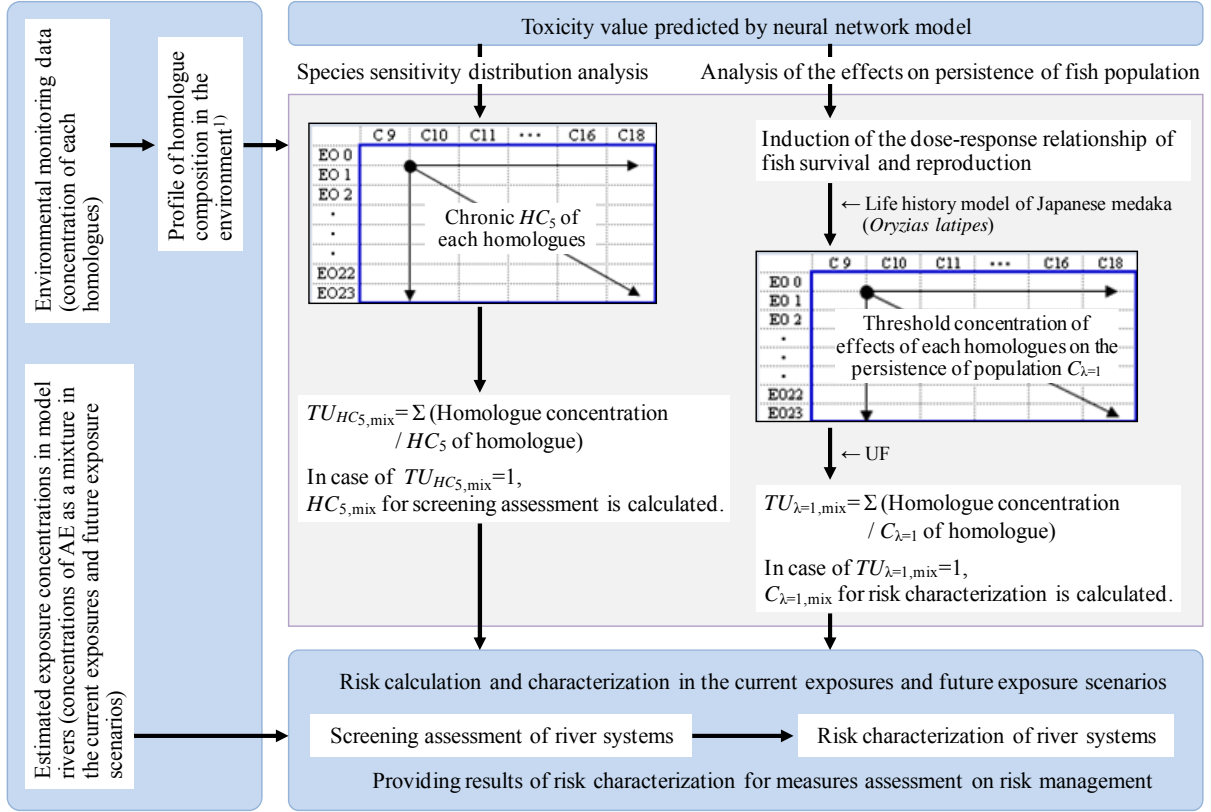 Toxicity value predicted by neural network model
Species sensitivity distribution analysis
Analysis of the effects on persistence of fish population
Environmental monitoring data
(concentration of each
homologues)
Profile of homologue
composition in the
environment1)
C 9 C10 C11 ··· C16 C18
EO 0
EO 1
EO 2
·
·
·
EO22
EO23
Chronic HC5 of
each homologues
Induction of the dose-response relationship of
fish survival and reproduction
← Life history model of Japanese medaka
(Oryzias latipes)
C 9 C10 C11 ··· C16 C18
EO 0
EO 1
EO 2
·
·
·
EO22
EO23
Threshold concentration of
effects of each homologues on the
persistence of population Cλ=1
TUHC5,mix= Σ (Homologue concentration
/ HC5 of homologue)
In case of TUHC5,mix=1,
HC5,mix for screening assessment is calculated.
← UF
TUλ=1,mix= Σ (Homologue concentration
/ Cλ=1 of homologue)
In case of TUλ=1,mix=1,
Cλ=1,mix for risk characterization is calculated.
Estimated exposure concentrations in model
rivers (concentrations of AE as a mixture in
the current exposures and future exposure
scenarios)
Risk calculation and characterization in the current exposures and future exposure scenarios
Screening assessment of river systems
Risk characterization of river systems
Providing results of risk characterization for measures assessment on risk management